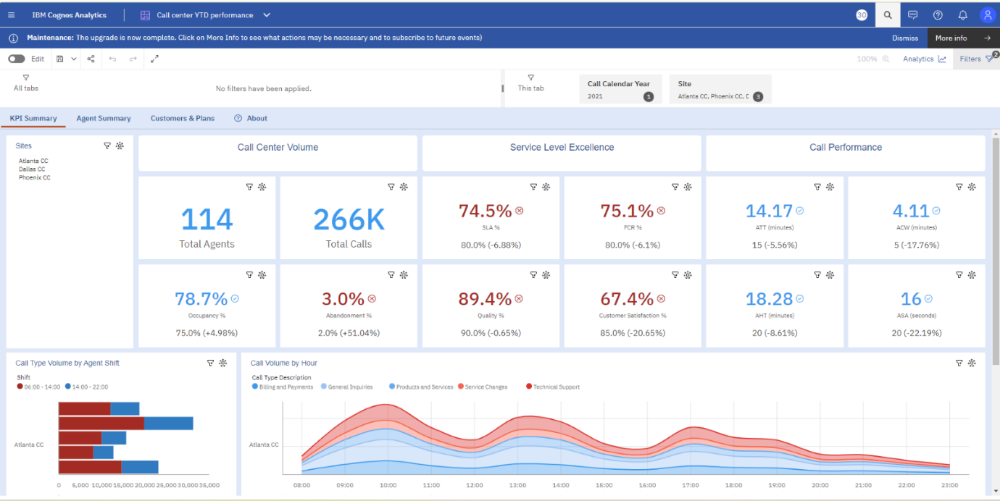 IBM Cognos Analytics
Call center YTD performance
30
Maintenance: The upgrade is now complete. Click on More Info to see what actions may be necessary and to subscribe to future events)
Dismiss
More info
Edit
100%
Analytics
Filters
2
All tabs
No filters have been applied.
This tab
Call Calendar Year
2021
1
Site
Atlanta CC, Phoenix CC, D
3
KPI Summary
Agent Summary
Customers & Plans
About
Sites
Atlanta CC
Dallas CC
Phoenix CC
Call Center Volume
Service Level Excellence
Call Performance
114
Total Agents
266K
Total Calls
74.5%
SLA %
80.0% (-6.88%)
75.1%
FCR %
80.0% (-6.1%)
14.17
ATT (minutes)
15 (-5.56%)
4.11
ACW (minutes)
5 (-17.76%)
78.7%
Occupancy %
75.0% (+4.98%)
3.0%
Abandonment %
2.0% (+51.04%)
89.4%
Quality %
90.0% (-0.65%)
67.4%
Customer Satisfaction %
85.0% (-20.65%)
18.28
AHT (minutes)
20 (-8.61%)
16
ASA (seconds)
20 (-22.19%)
Call Type Volume by Agent Shift
Shift
06:00 - 14:00
14:00 - 22:00
Atlanta CC
0 5,000 10,000 15,000 20,000 25,000 30,000 35,000
Call Volume by Hour
Call Type Description
Billing and Payments
General Inquiries
Products and Services
Service Changes
Technical Support
Atlanta CC
08:00 09:00 10:00 11:00 12:00 13:00 14:00 15:00 16:00 17:00 18:00 19:00 20:00 21:00 22:00 23:00